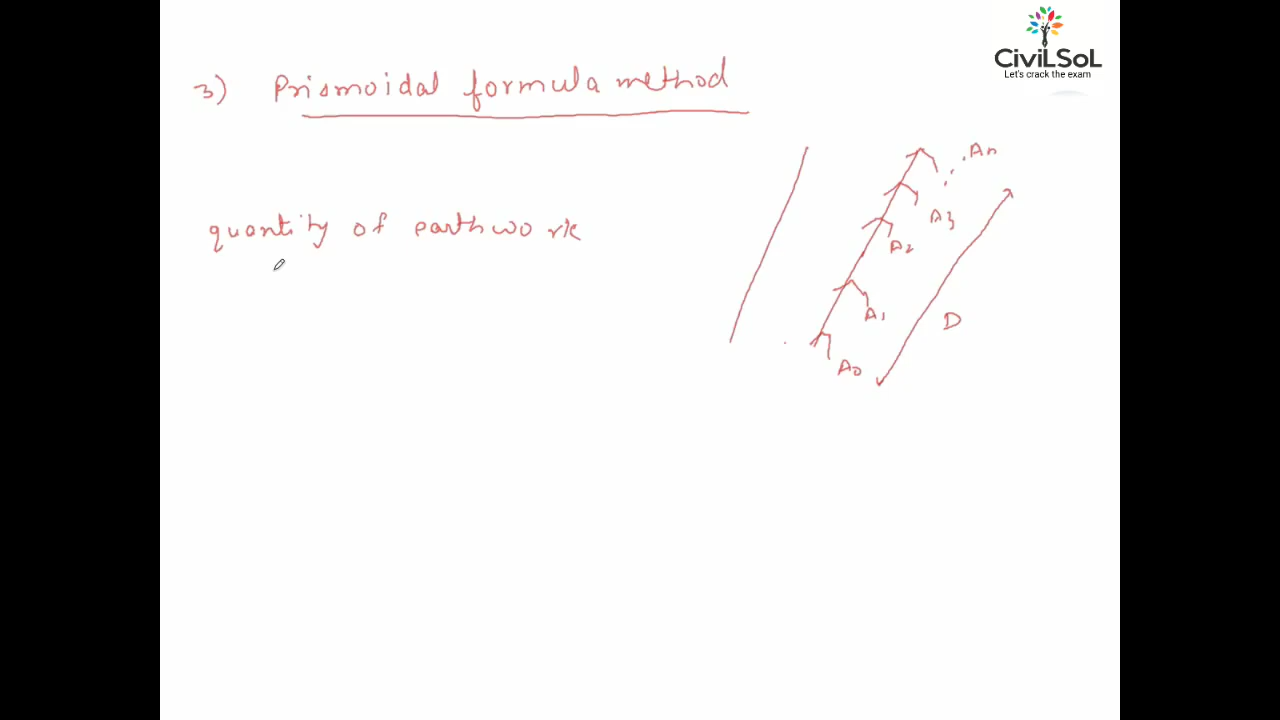 CiviLSoL
Let's crack the exam
3) Prismoidal formula method
An
A3
quantity of earthwork
A2
A1
D
A0